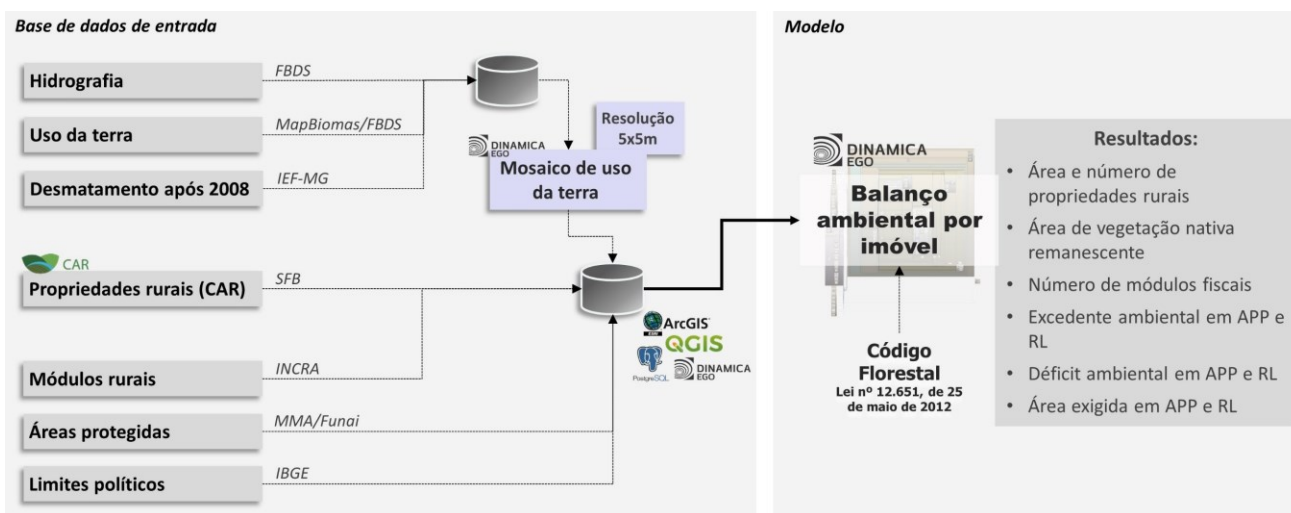 Base de dados de entrada
Hidrografia
FBDS
Uso da terra
MapBiomas/FBDS
Desmatamento após 2008
IEF-MG
Resolução
5x5m
DINAMICA
EGO
Mosaico de uso
da terra
CAR
Propriedades rurais (CAR)
SFB
Módulos rurais
INCRA
Áreas protegidas
MMA/Funai
Limites políticos
IBGE
ArcGIS
QGIS
PostgreSQL
DINAMICA
EGO
Modelo
DINAMICA
EGO
Balanço
ambiental por
imóvel
Código
Florestal
Lei nº 12.651, de 25
de maio de 2012
Resultados:
• Área e número de
propriedades rurais
• Área de vegetação nativa
remanescente
• Número de módulos fiscais
• Excedente ambiental em APP e
RL
• Déficit ambiental em APP e RL
• Área exigida em APP e RL